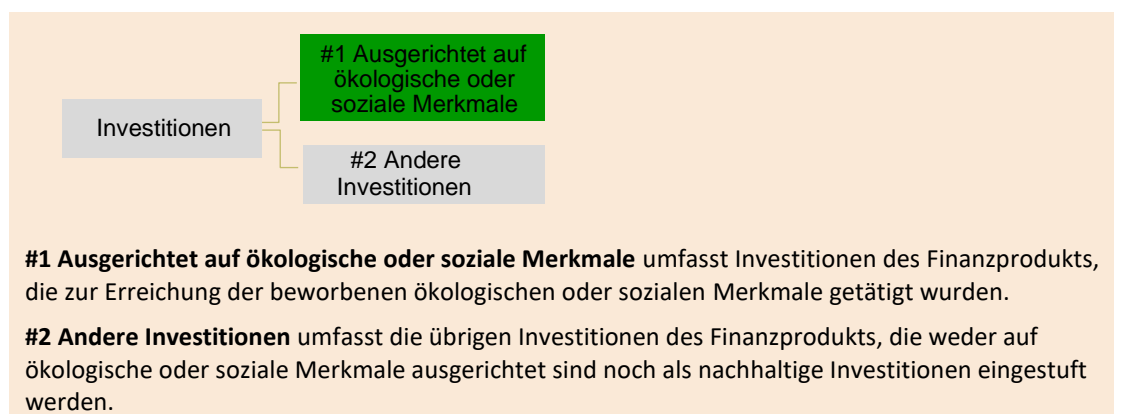 #1 Ausgerichtet auf
ökologische oder
soziale Merkmale
Investitionen
#2 Andere
Investitionen
#1 Ausgerichtet auf ökologische oder soziale Merkmale umfasst Investitionen des Finanzprodukts,
die zur Erreichung der beworbenen ökologischen oder sozialen Merkmale getätigt wurden.
#2 Andere Investitionen umfasst die übrigen Investitionen des Finanzprodukts, die weder auf
ökologische oder soziale Merkmale ausgerichtet sind noch als nachhaltige Investitionen eingestuft
werden.